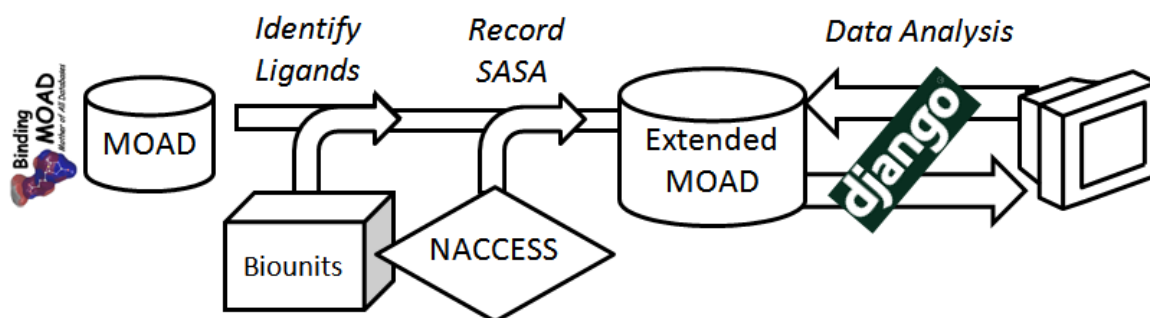 Identify
Ligands
Record
SASA
Data Analysis
Binding
MOAD
Mother of All Databases
MOAD
Extended
MOAD
django
Biounits
NACCESS